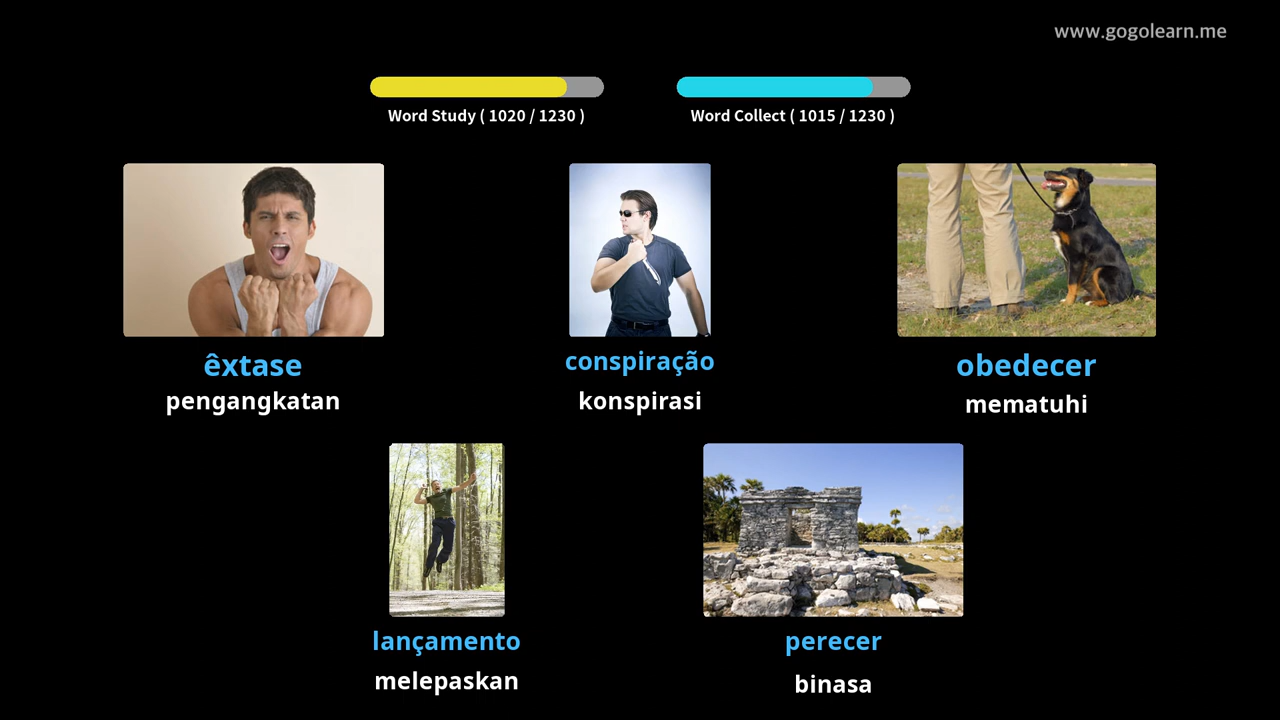 www.gogolearn.me
Word Study ( 1020 / 1230 )
Word Collect ( 1015 / 1230 )
êxtase
pengangkatan
conspiração
konspirasi
obedecer
mematuhi
lançamento
melepaskan
perecer
binasa